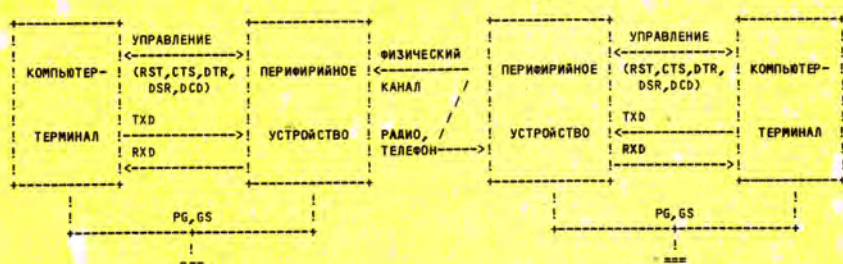 УПРАВЛЕНИЕ УПРАВЛЕНИЕ
ФИЗИЧЕСКИЙ
КОМПЬЮТЕР- (RST,CTS,DTR, ПЕРИФИРИЙНОЕ ПЕРИФИРИЙНОЕ (RST,CTS,DTR, КОМПЬЮТЕР-
DSR,DCD) КАНАЛ DSR,DCD)
TXD TXD
ТЕРМИНАЛ УСТРОЙСТВО РАДИО, УСТРОЙСТВО ТЕРМИНАЛ
RXD ТЕЛЕФОН RXD
PG,GS PG,GS